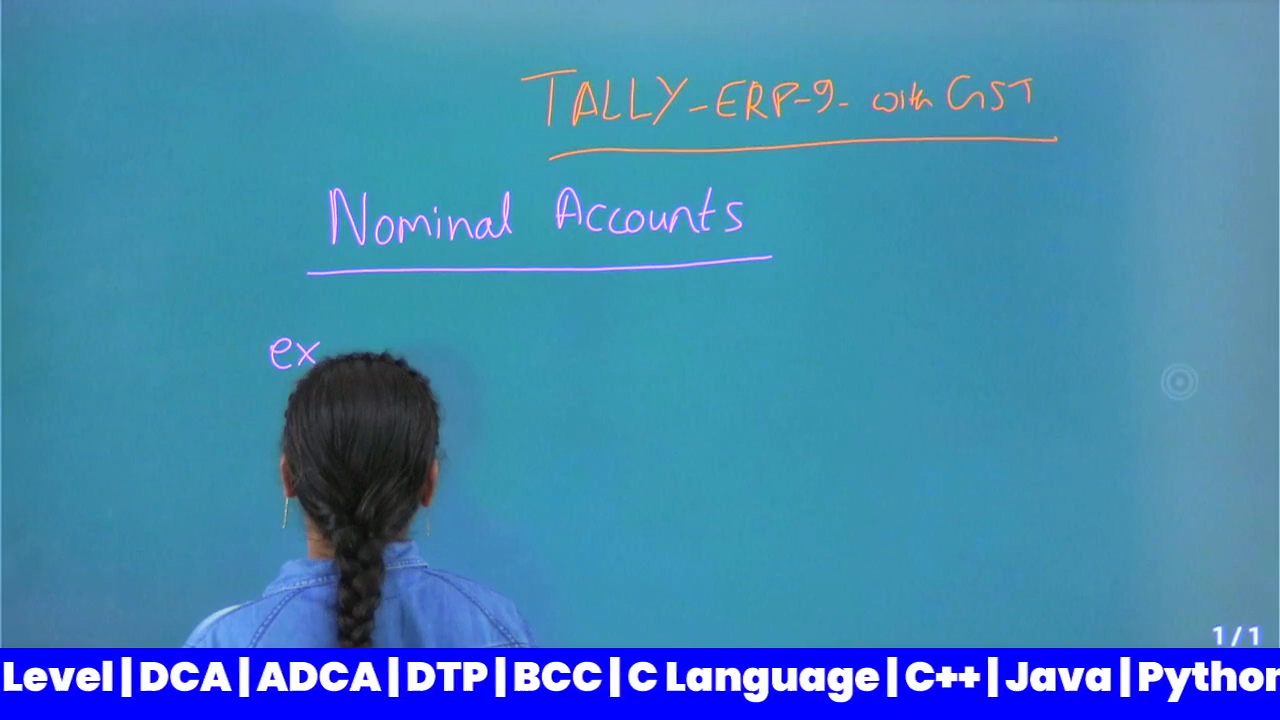 TALLY-ERP-9- with GST
Nominal Accounts
ex
1/1
Level|DCA|ADCA|DTP|BCC|C Language|C++|Java|Python